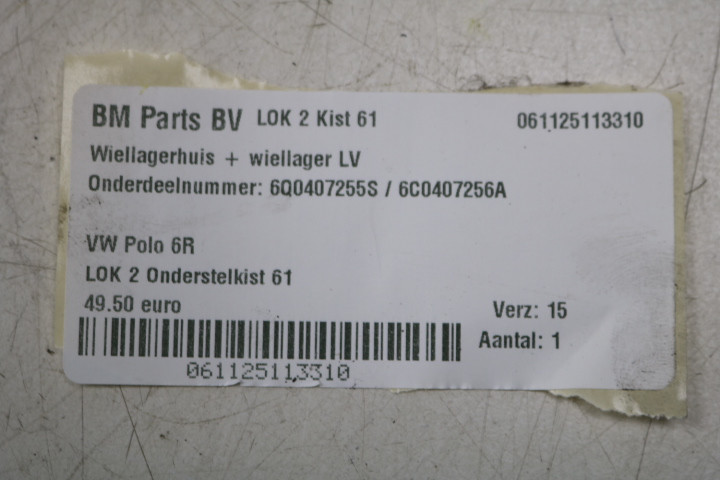 BM Parts BV LOK 2 Kist 61 061125113310
Wiellagerhuis + wiellager LV
Onderdeelnummer: 6Q0407255S / 6C0407256A
VW Polo 6R
LOK 2 Onderstelkist 61
49.50 euro Verz: 15
Aantal: 1
061125113310